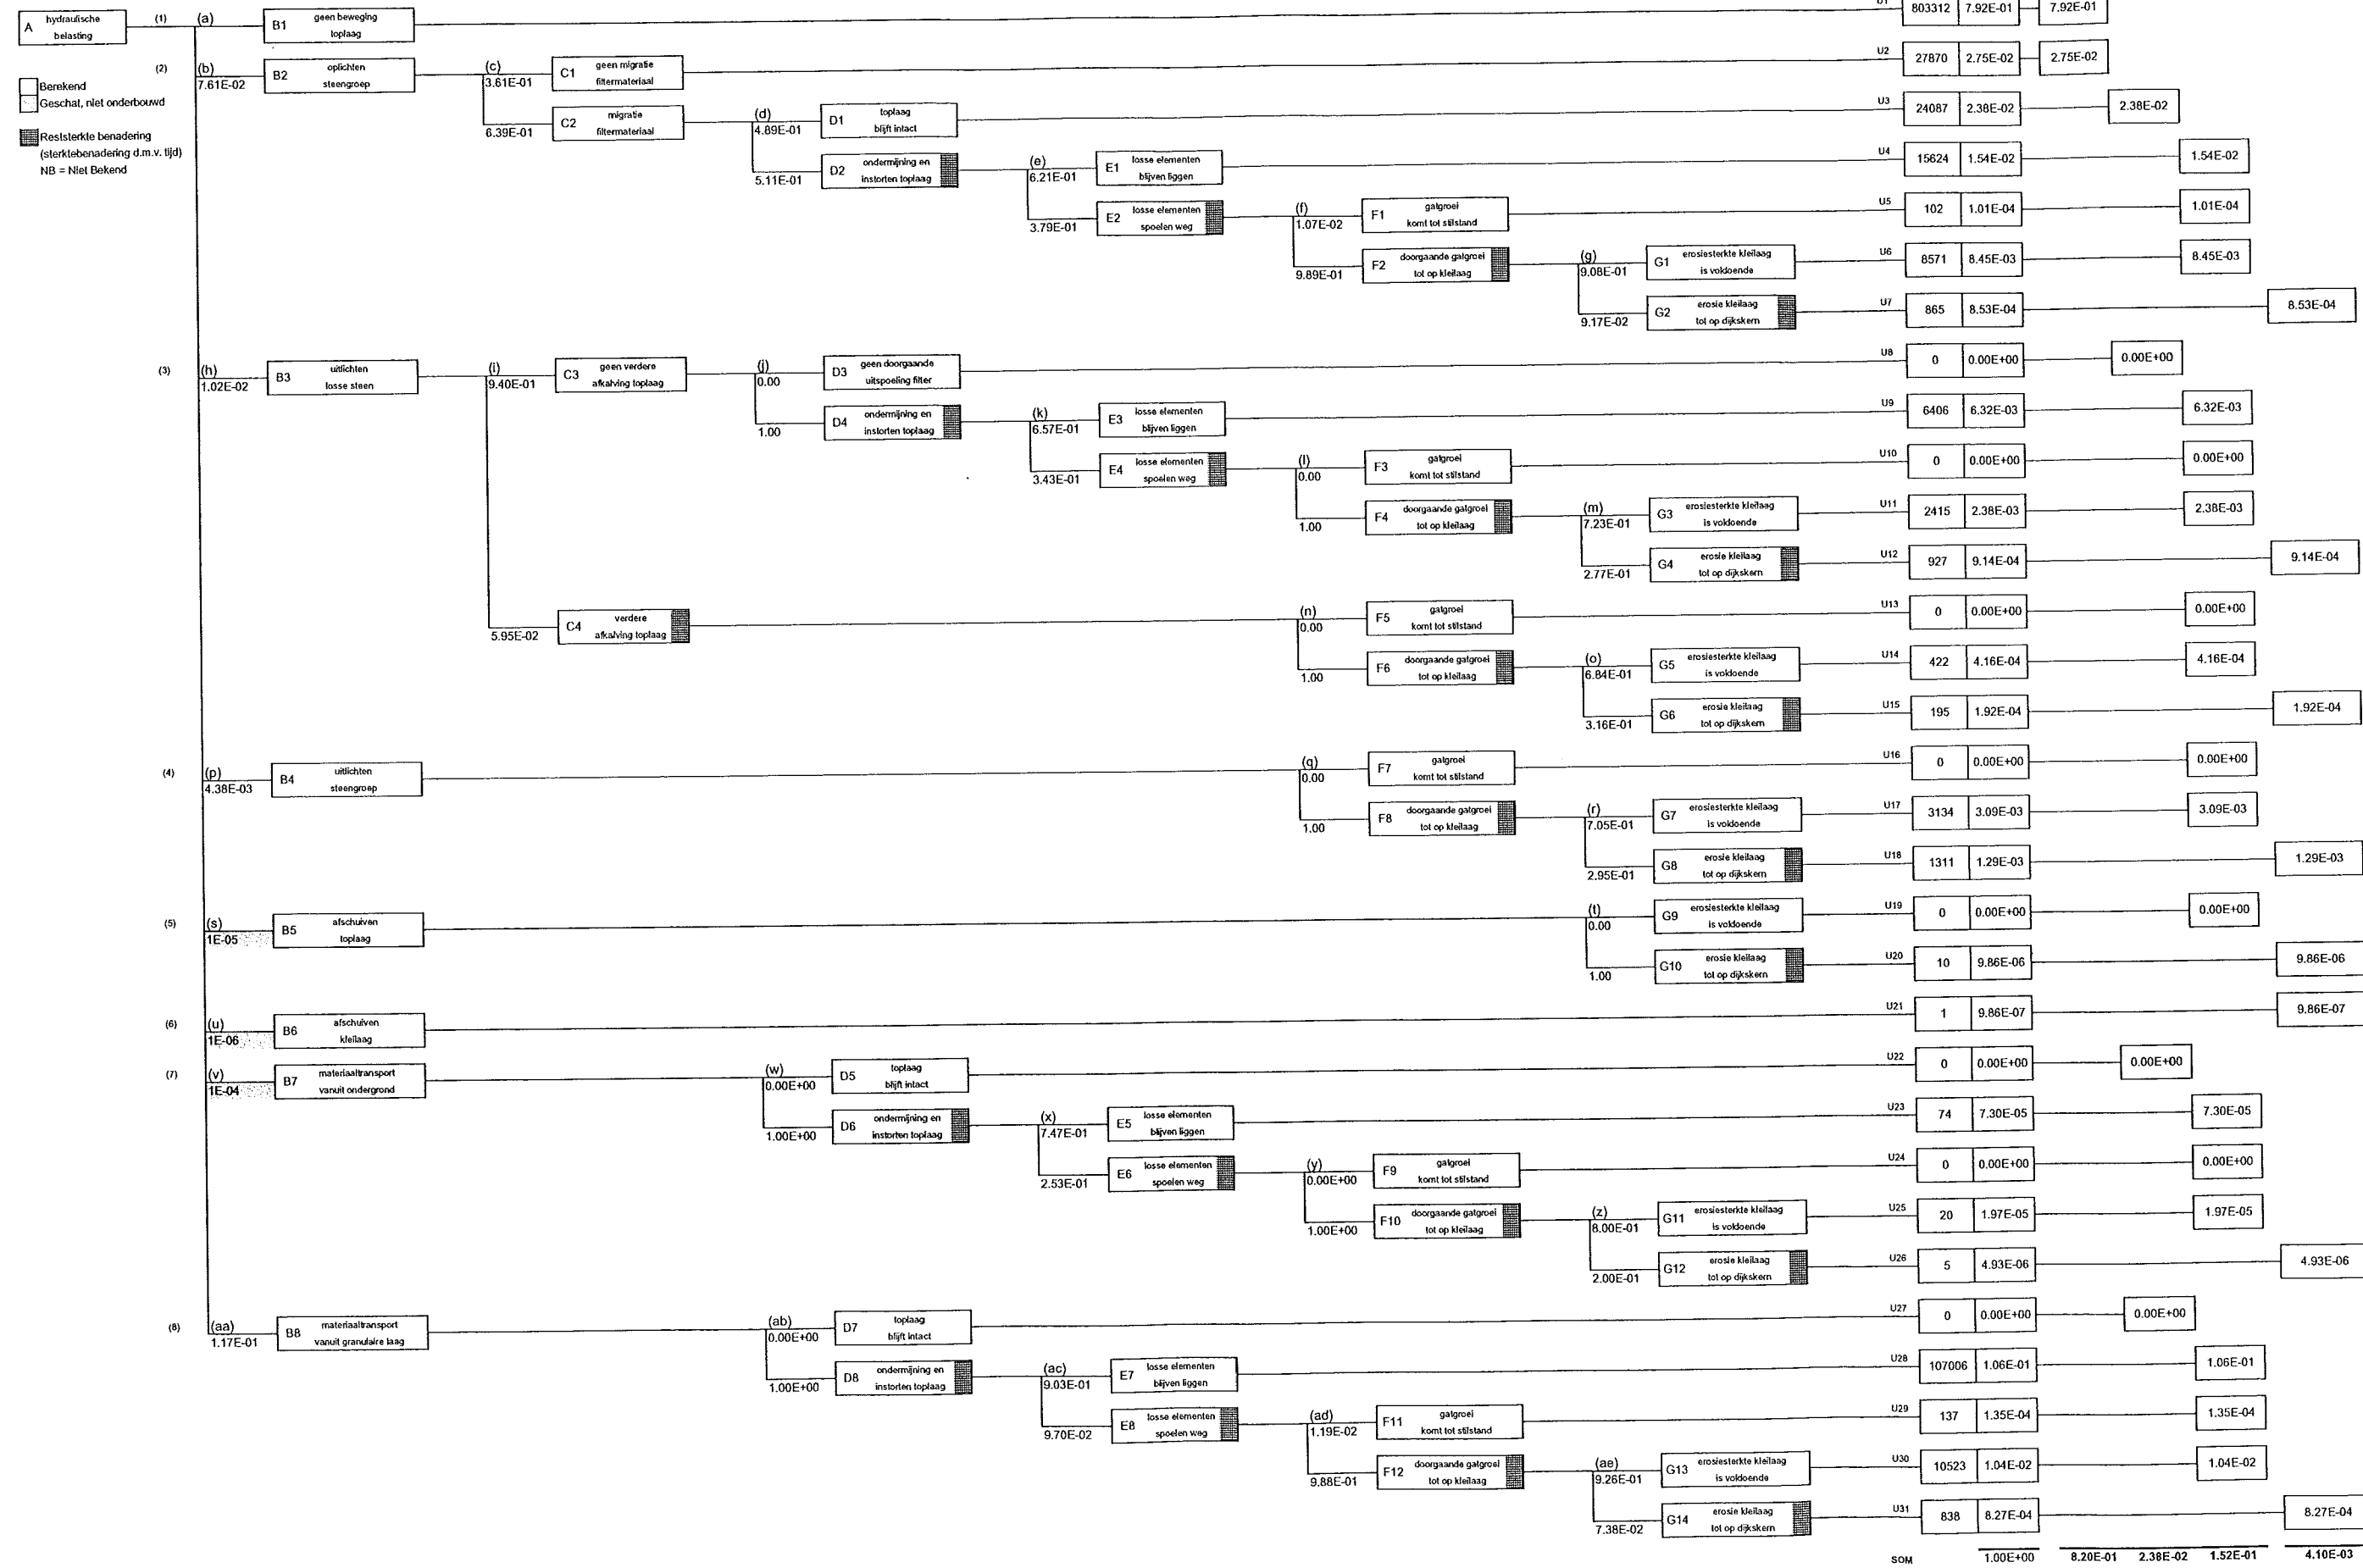 A hydraulische belasting
(1)
(a)
B1 geen beweging toplaag
U1 803312 7.92E-01 7.92E-01
Berekend
Geschat, niet onderbouwd
Reststerkte benadering
(sterktebenadering d.m.v. tijd)
NB = Niet Bekend
(2)
(b)
7.61E-02
B2 oplichten steengroep
(c)
3.61E-01
C1 geen migratie filtermateriaal
U2 27870 2.75E-02 2.75E-02
6.39E-01
C2 migratie filtermateriaal
(d)
4.89E-01
D1 toplaag blijft intact
U3 24087 2.38E-02 2.38E-02
5.11E-01
D2 ondermijning en instorten toplaag
(e)
6.21E-01
E1 losse elementen blijven liggen
U4 15624 1.54E-02 1.54E-02
3.79E-01
E2 losse elementen spoelen weg
(f)
1.07E-02
F1 gatgroei komt tot stilstand
U5 102 1.01E-04 1.01E-04
9.89E-01
F2 doorgaande gatgroei tot op kleilaag
(g)
9.08E-01
G1 erosiesterkte kleilaag is voldoende
U6 8571 8.45E-03 8.45E-03
9.17E-02
G2 erosie kleilaag tot op dijkskern
U7 865 8.53E-04 8.53E-04
(3)
(h)
1.02E-02
B3 uitlichten losse steen
(i)
9.40E-01
C3 geen verdere afkalving toplaag
(j)
0.00
D3 geen doorgaande uitspoeling filter
U8 0 0.00E+00 0.00E+00
1.00
D4 ondermijning en instorten toplaag
(k)
6.57E-01
E3 losse elementen blijven liggen
U9 6406 6.32E-03 6.32E-03
3.43E-01
E4 losse elementen spoelen weg
(l)
0.00
F3 gatgroei komt tot stilstand
U10 0 0.00E+00 0.00E+00
1.00
F4 doorgaande gatgroei tot op kleilaag
(m)
7.23E-01
G3 erosiesterkte kleilaag is voldoende
U11 2415 2.38E-03 2.38E-03
2.77E-01
G4 erosie kleilaag tot op dijkskern
U12 927 9.14E-04 9.14E-04
5.95E-02
C4 verdere afkalving toplaag
(n)
0.00
F5 gatgroei komt tot stilstand
U13 0 0.00E+00 0.00E+00
1.00
F6 doorgaande gatgroei tot op kleilaag
(o)
6.84E-01
G5 erosiesterkte kleilaag is voldoende
U14 422 4.16E-04 4.16E-04
3.16E-01
G6 erosie kleilaag tot op dijkskern
U15 195 1.92E-04 1.92E-04
(4)
(p)
4.38E-03
B4 uitlichten steengroep
(q)
0.00
F7 gatgroei komt tot stilstand
U16 0 0.00E+00 0.00E+00
1.00
F8 doorgaande gatgroei tot op kleilaag
(r)
7.05E-01
G7 erosiesterkte kleilaag is voldoende
U17 3134 3.09E-03 3.09E-03
2.95E-01
G8 erosie kleilaag tot op dijkskern
U18 1311 1.29E-03 1.29E-03
(5)
(s)
1E-05
B5 afschuiven toplaag
(t)
0.00
G9 erosiesterkte kleilaag is voldoende
U19 0 0.00E+00 0.00E+00
1.00
G10 erosie kleilaag tot op dijkskern
U20 10 9.86E-06 9.86E-06
(6)
(u)
1E-06
B6 afschuiven kleilaag
U21 1 9.86E-07 9.86E-07
(7)
(v)
1E-04
B7 materiaaltransport vanuit ondergrond
(w)
0.00E+00
D5 toplaag blijft intact
U22 0 0.00E+00 0.00E+00
1.00E+00
D6 ondermijning en instorten toplaag
(x)
7.47E-01
E5 losse elementen blijven liggen
U23 74 7.30E-05 7.30E-05
2.53E-01
E6 losse elementen spoelen weg
(y)
0.00E+00
F9 gatgroei komt tot stilstand
U24 0 0.00E+00 0.00E+00
1.00E+00
F10 doorgaande gatgroei tot op kleilaag
(z)
8.00E-01
G11 erosiesterkte kleilaag is voldoende
U25 20 1.97E-05 1.97E-05
2.00E-01
G12 erosie kleilaag tot op dijkskern
U26 5 4.93E-06 4.93E-06
(8)
(aa)
1.17E-01
B8 materiaaltransport vanuit granulaire laag
(ab)
0.00E+00
D7 toplaag blijft intact
U27 0 0.00E+00 0.00E+00
1.00E+00
D8 ondermijning en instorten toplaag
(ac)
9.03E-01
E7 losse elementen blijven liggen
U28 107006 1.06E-01 1.06E-01
9.70E-02
E8 losse elementen spoelen weg
(ad)
1.19E-02
F11 gatgroei komt tot stilstand
U29 137 1.35E-04 1.35E-04
9.88E-01
F12 doorgaande gatgroei tot op kleilaag
(ae)
9.26E-01
G13 erosiesterkte kleilaag is voldoende
U30 10523 1.04E-02 1.04E-02
7.38E-02
G14 erosie kleilaag tot op dijkskern
U31 838 8.27E-04 8.27E-04
SOM 1.00E+00 8.20E-01 2.38E-02 1.52E-01 4.10E-03